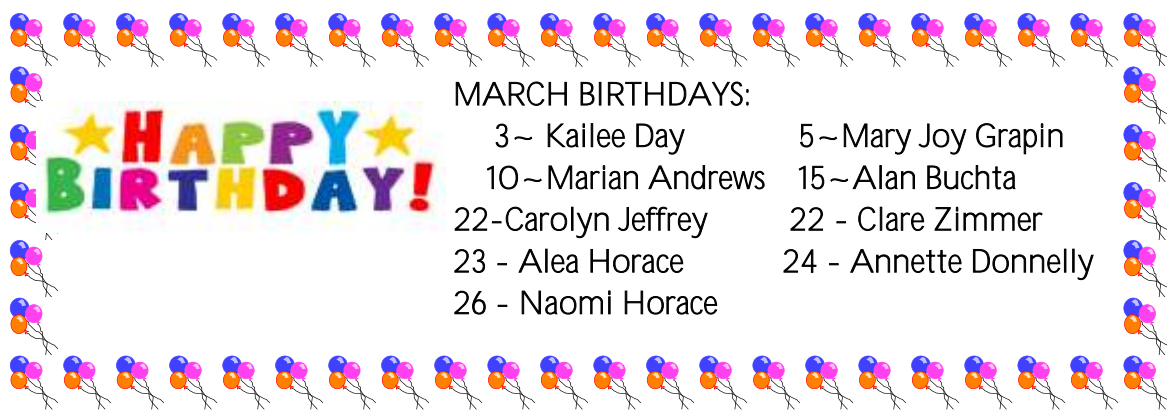 HAPPY
BIRTHDAY!
MARCH BIRTHDAYS:
3~ Kailee Day 5~Mary Joy Grapin
10~Marian Andrews 15~Alan Buchta
22-Carolyn Jeffrey 22 - Clare Zimmer
23 - Alea Horace 24 - Annette Donnelly
26 - Naomi Horace